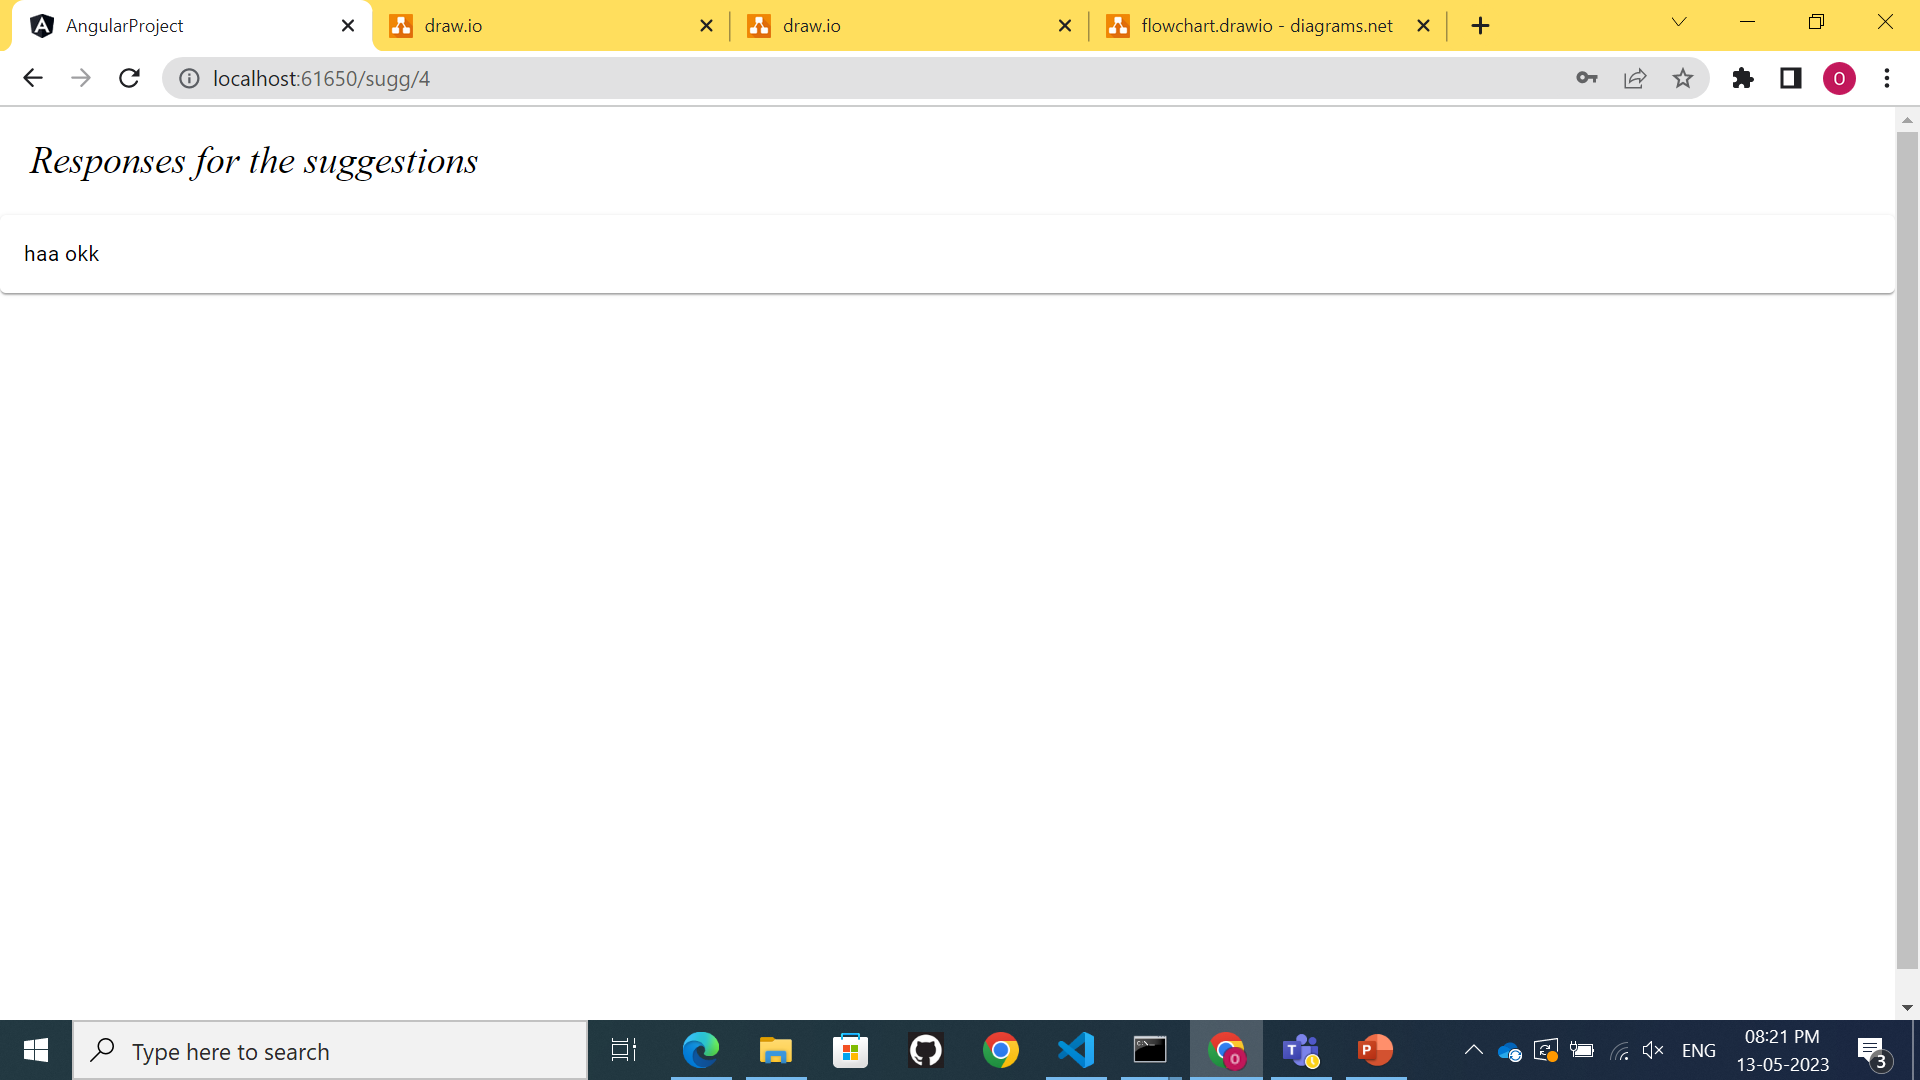 AngularProject
draw.io
draw.io
flowchart.drawio - diagrams.net
localhost:61650/sugg/4
O
Responses for the suggestions
haa okk
Type here to search
ENG
08:21 PM
13-05-2023
3